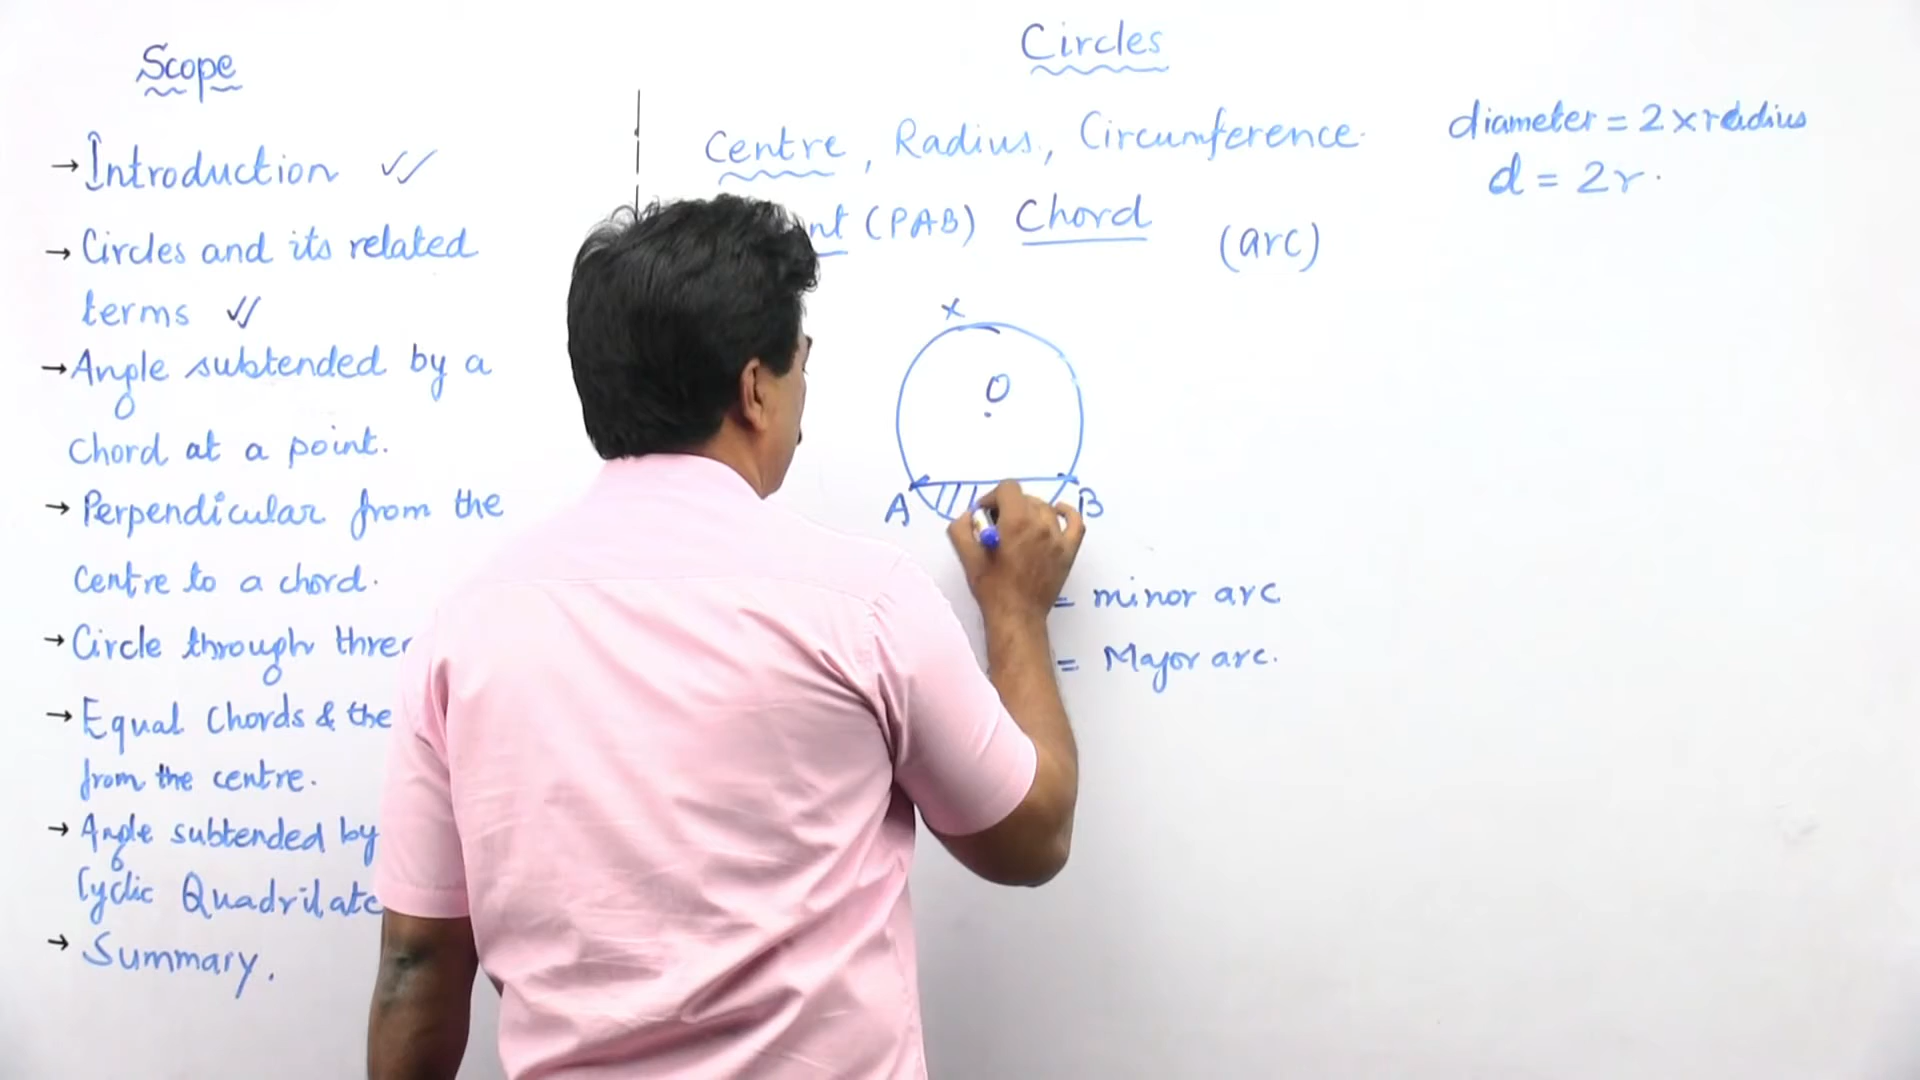 Scope
→ Introduction ✓✓
→ Circles and its related
terms ✓✓
→ Angle subtended by a
Chord at a point.
→ Perpendicular from the
Centre to a chord.
→ Circle through
→ Equal Chords & the
from the centre.
→ Angle subtended by
Cyclic
→ Summary.
Circles
Centre, Radius, Circumference.
(PAB) Chord
(arc)
diameter = 2 × radius
d = 2r.
X
O
A
B
= minor arc
= Major arc.